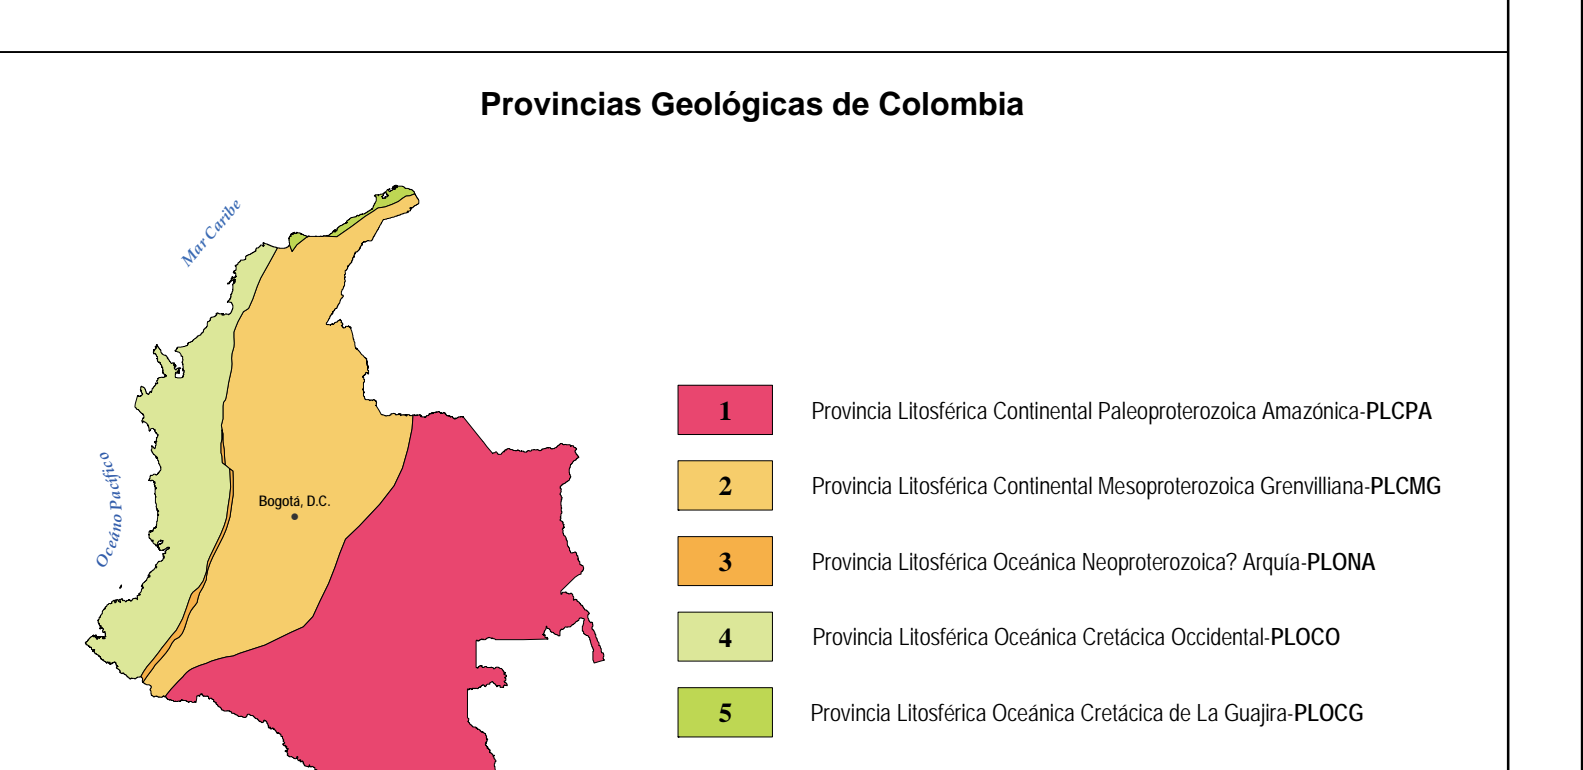 Provincias Geológicas de Colombia
Mar Caribe
Oceáno Pacífico
Bogotá, D.C.
1 Provincia Litosférica Continental Paleoproterozoica Amazónica-PLCPA
2 Provincia Litosférica Continental Mesoproterozoica Grenvilliana-PLCMG
3 Provincia Litosférica Oceánica Neoproterozoica? Arquía-PLONA
4 Provincia Litosférica Oceánica Cretácica Occidental-PLOCO
5 Provincia Litosférica Oceánica Cretácica de La Guajira-PLOCG